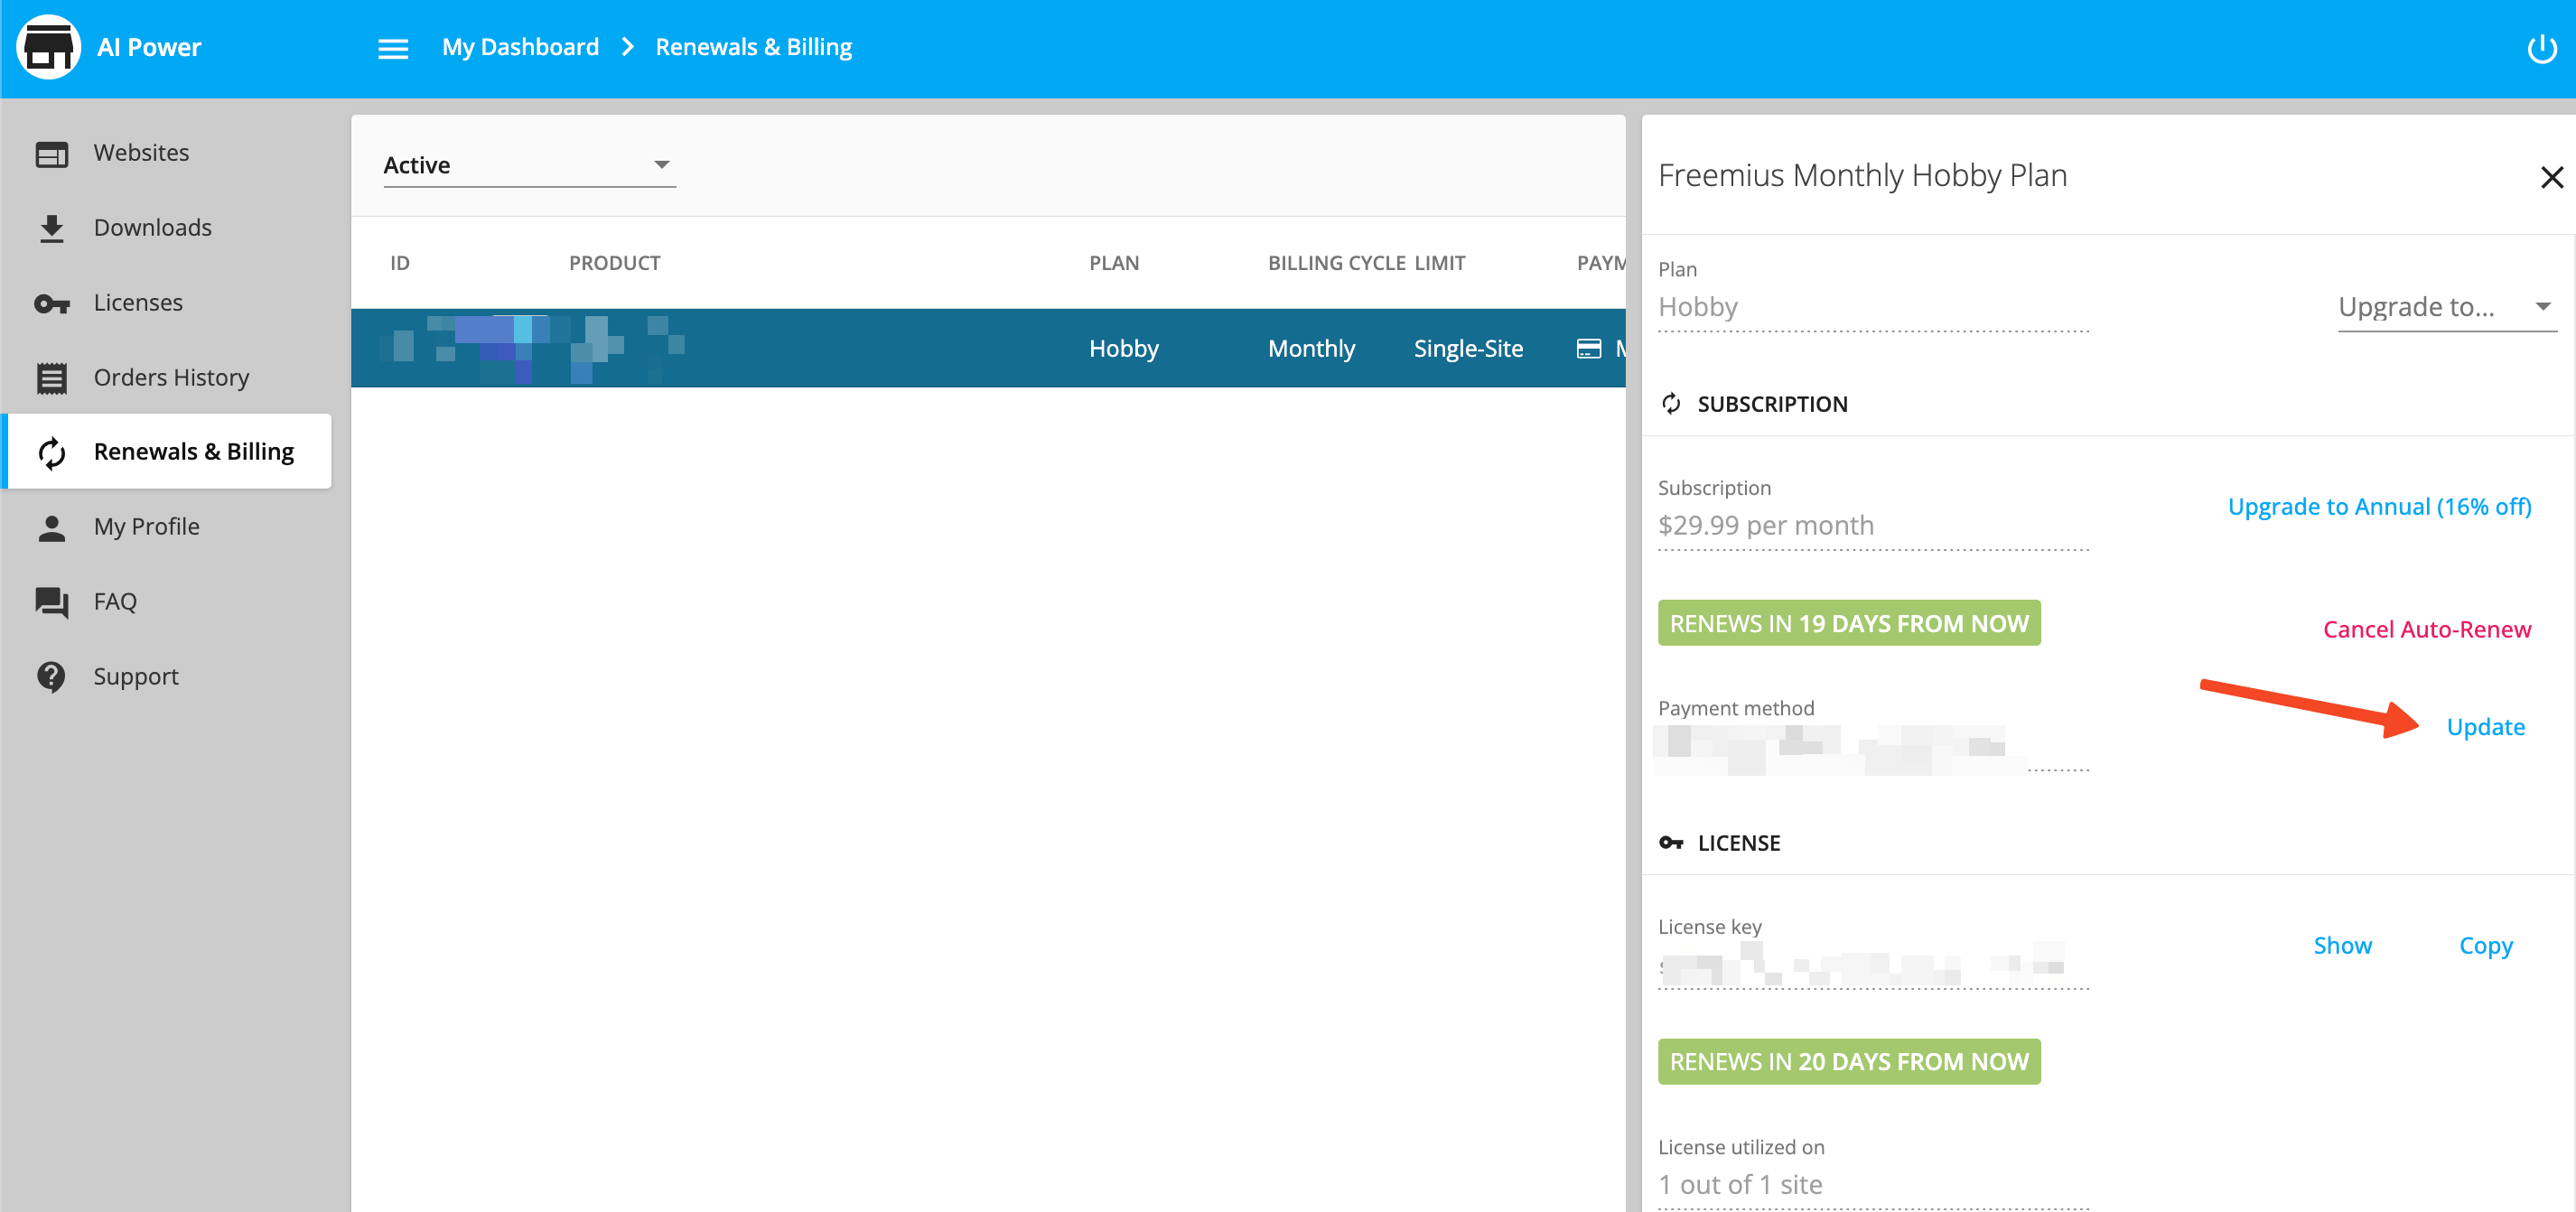 AI Power
My Dashboard
Renewals & Billing
Websites
Downloads
Licenses
Orders History
Renewals & Billing
My Profile
FAQ
Support
Active
ID PRODUCT PLAN BILLING CYCLE LIMIT PAYM
Hobby Monthly Single-Site M
Freemius Monthly Hobby Plan
Plan
Hobby
Upgrade to...
SUBSCRIPTION
Subscription
$29.99 per month
Upgrade to Annual (16% off)
RENEWS IN 19 DAYS FROM NOW
Cancel Auto-Renew
Payment method
Update
LICENSE
License key
Show Copy
RENEWS IN 20 DAYS FROM NOW
License utilized on
1 out of 1 site